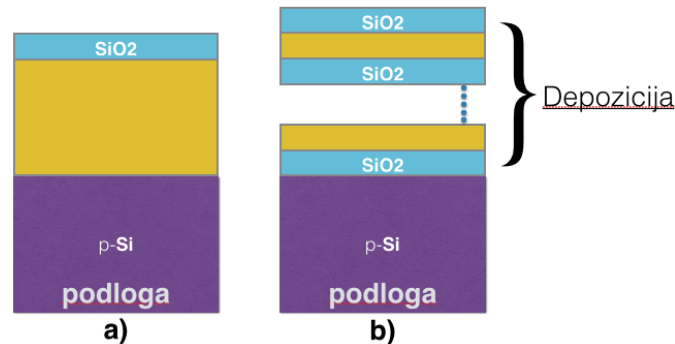 SiO2
p-Si
podloga
a)
SiO2
SiO2
SiO2
p-Si
podloga
b)
Depozicija